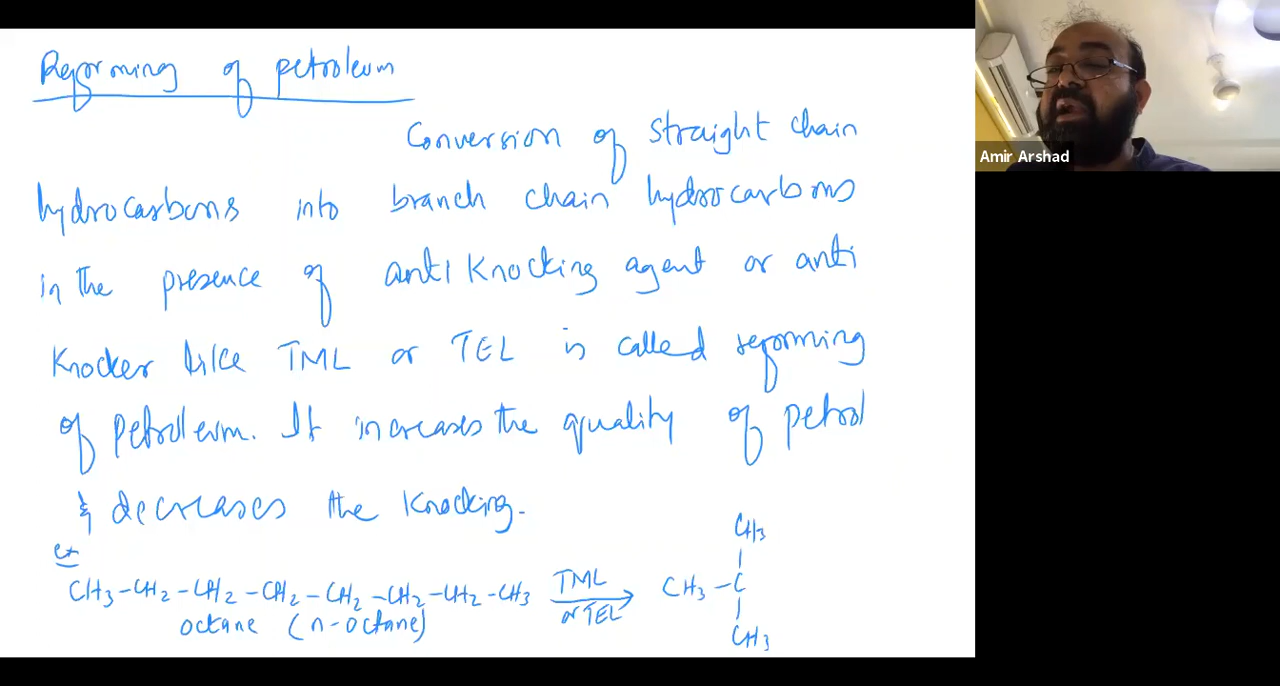 Reforming of petroleum
Conversion of straight chain
hydrocarbons into branch chain hydrocarbons
in the presence of anti Knocking agent or anti
Knocker like TML or TEL is called reforming
of petroleum. It increases the quality of petrol
& decreases the Knocking.
ex
CH3-CH2-CH2-CH2-CH2-CH2-CH2-CH3 TML or TEL → CH3-C
CH3
CH3
octane (n-octane)
Amir Arshad